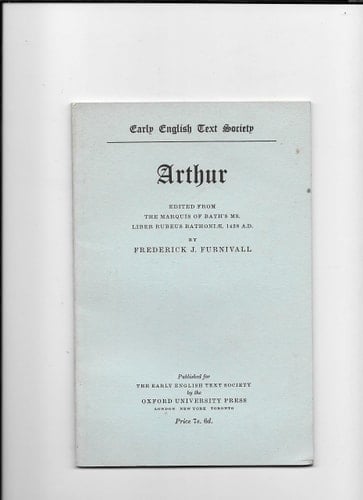 Early English Text Society
Arthur
EDITED FROM
THE MARQUIS OF BATH'S MS.
LIBER RUBEUS BATHONIÆ, 1428 A.D.
BY
FREDERICK J. FURNIVALL
Published for
THE EARLY ENGLISH TEXT SOCIETY
by the
OXFORD UNIVERSITY PRESS
LONDON NEW YORK TORONTO
Price 7s. 6d.